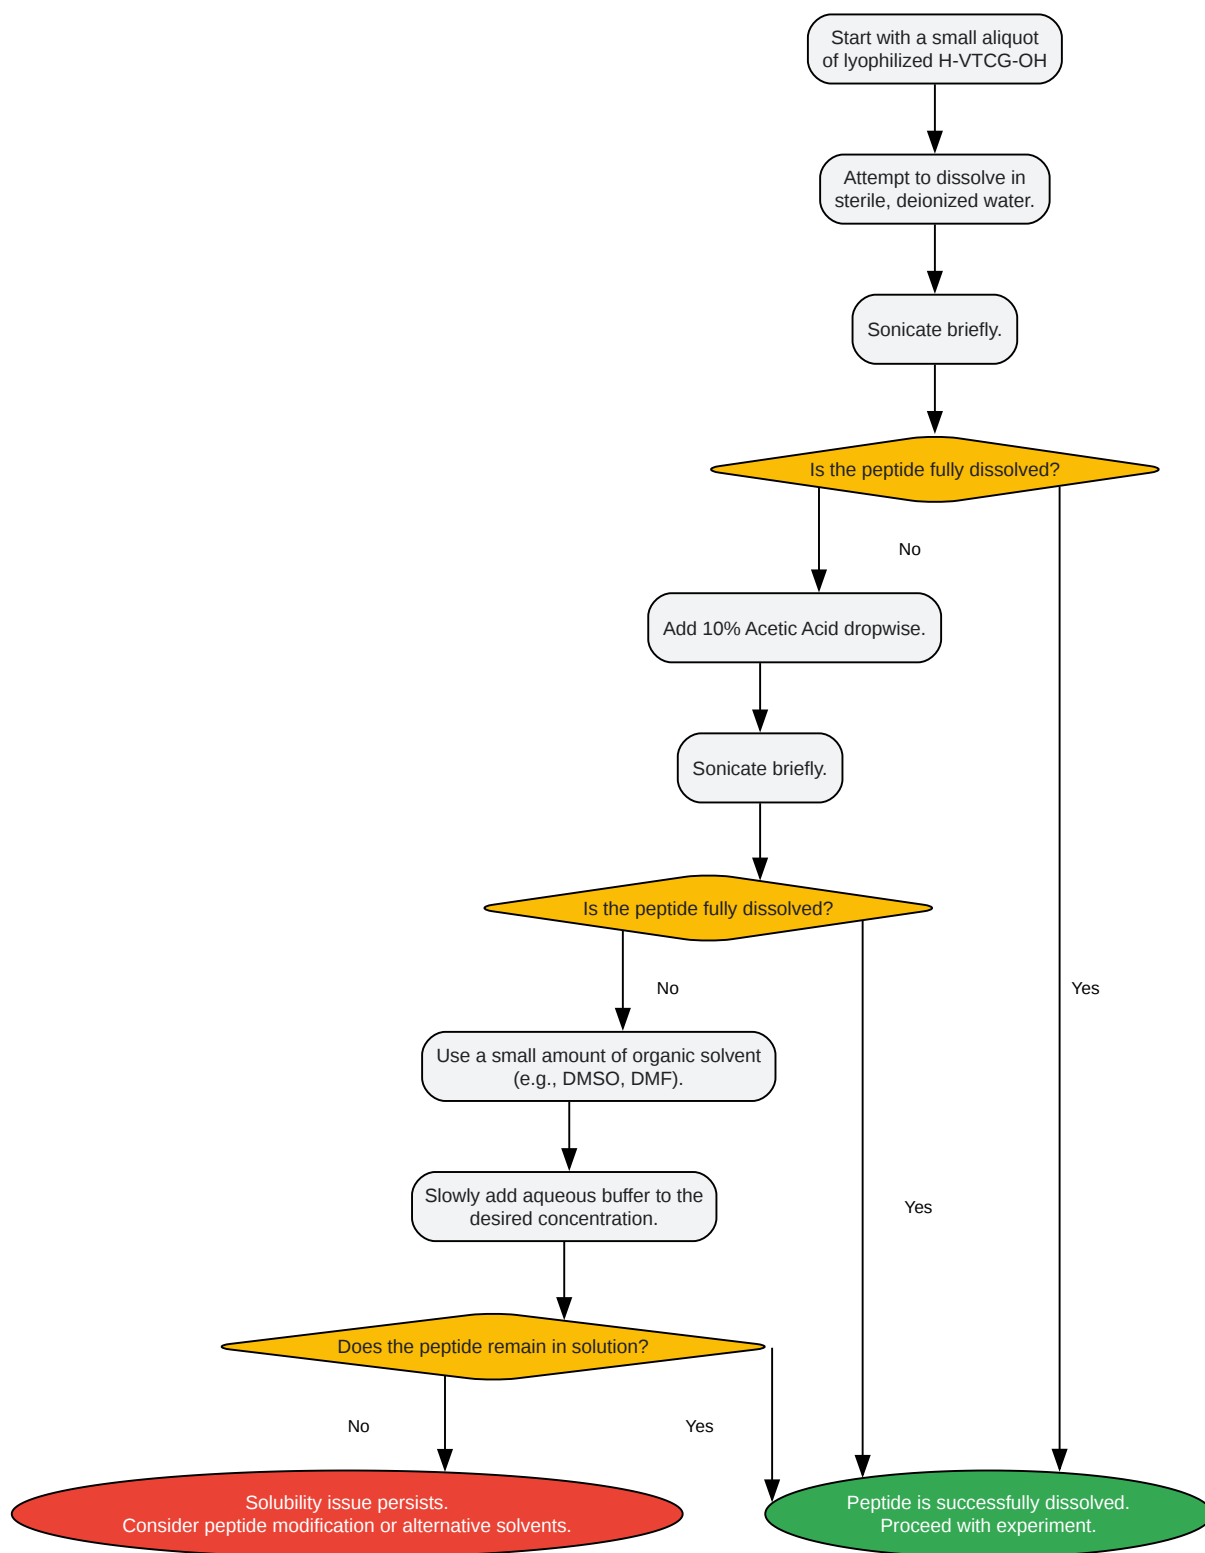 Start with a small aliquot
of lyophilized H-VTCG-OH
Attempt to dissolve in
sterile, deionized water.
Sonicate briefly.
Is the peptide fully dissolved?
No
Add 10% Acetic Acid dropwise.
Sonicate briefly.
Is the peptide fully dissolved?
No
Yes
Use a small amount of organic solvent
(e.g., DMSO, DMF).
Slowly add aqueous buffer to the
desired concentration.
Yes
Does the peptide remain in solution?
No
Yes
Solubility issue persists.
Consider peptide modification or alternative solvents.
Peptide is successfully dissolved.
Proceed with experiment.